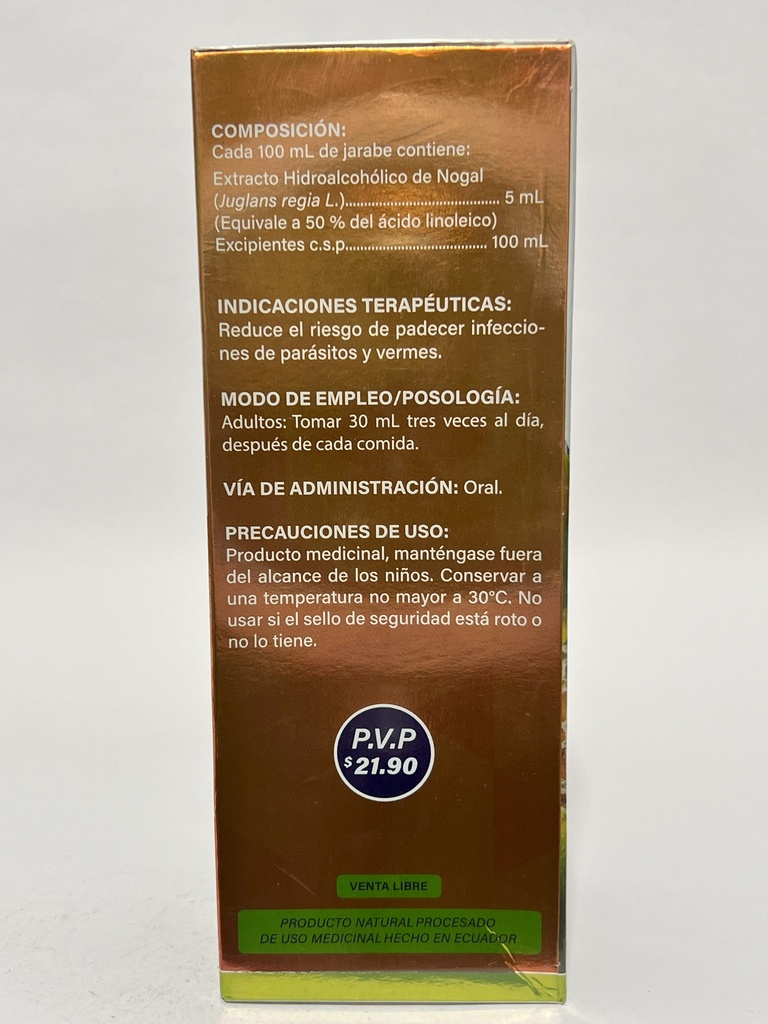 COMPOSICIÓN:
Cada 100 mL de jarabe contiene:
Extracto Hidroalcohólico de Nogal
(Juglans regia L.)......................................... 5 mL
(Equivale a 50 % del ácido linoleico)
Excipientes c.s.p..................................... 100 mL
INDICACIONES TERAPÉUTICAS:
Reduce el riesgo de padecer infeccio-
nes de parásitos y vermes.
MODO DE EMPLEO/POSOLOGÍA:
Adultos: Tomar 30 mL tres veces al día,
después de cada comida.
VÍA DE ADMINISTRACIÓN: Oral.
PRECAUCIONES DE USO:
Producto medicinal, manténgase fuera
del alcance de los niños. Conservar a
una temperatura no mayor a 30°C. No
usar si el sello de seguridad está roto o
no lo tiene.
P.V.P
$21.90
VENTA LIBRE
PRODUCTO NATURAL PROCESADO
DE USO MEDICINAL HECHO EN ECUADOR